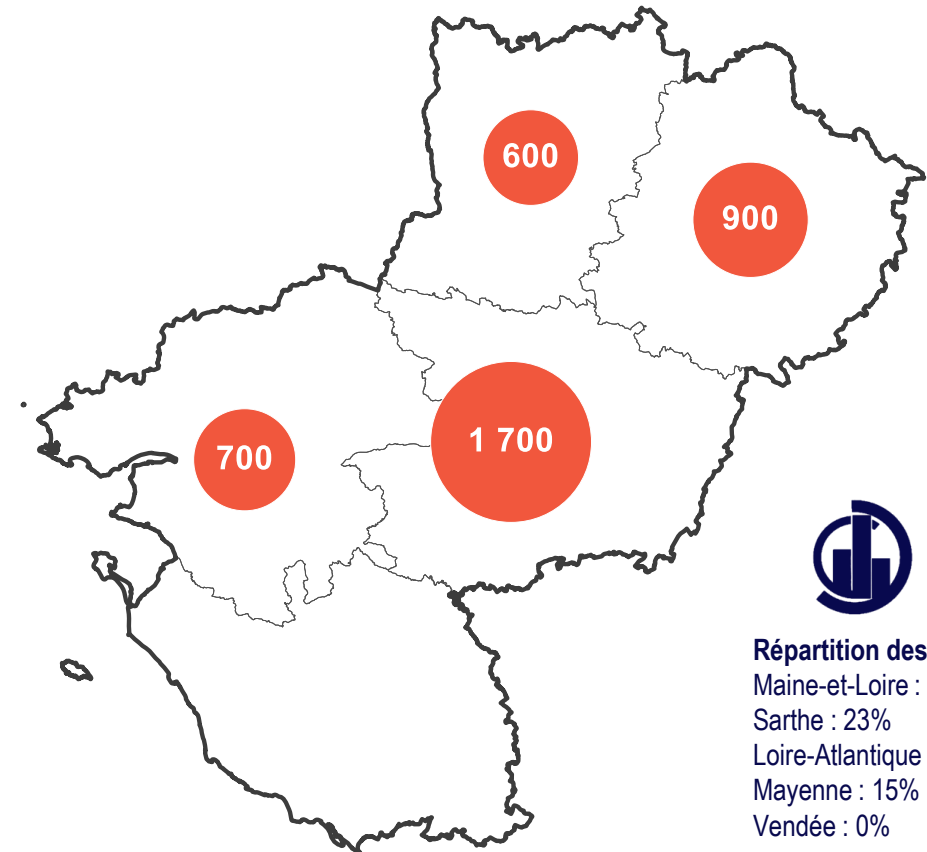 600
900
1 700
700
Répartition des
Maine-et-Loire :
Sarthe : 23%
Loire-Atlantique
Mayenne : 15%
Vendée : 0%